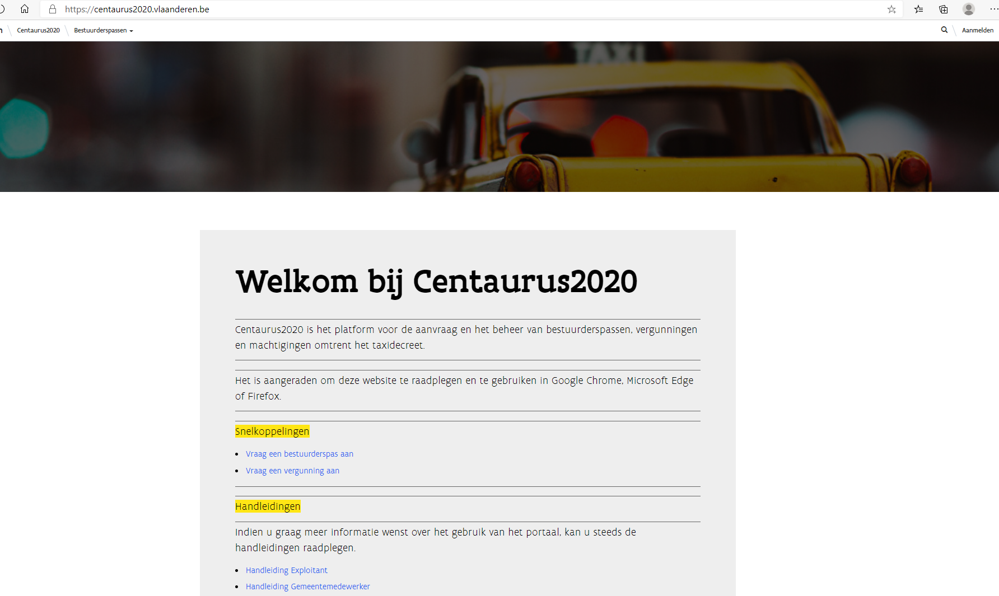 https://centaurus2020.vlaanderen.be
Centaurus2020
Bestuurderspassen
Aanmelden
TAXI
Welkom bij Centaurus2020
Centaurus2020 is het platform voor de aanvraag en het beheer van bestuurderspassen, vergunningen
en machtigingen omtrent het taxidecreet.
Het is aangeraden om deze website te raadplegen en te gebruiken in Google Chrome, Microsoft Edge
of Firefox.
Snelkoppelingen
Vraag een bestuurderspas aan
Vraag een vergunning aan
Handleidingen
Indien u graag meer informatie wenst over het gebruik van het portaal, kan u steeds de
handleidingen raadplegen.
Handleiding Exploitant
Handleiding Gemeentemedewerker